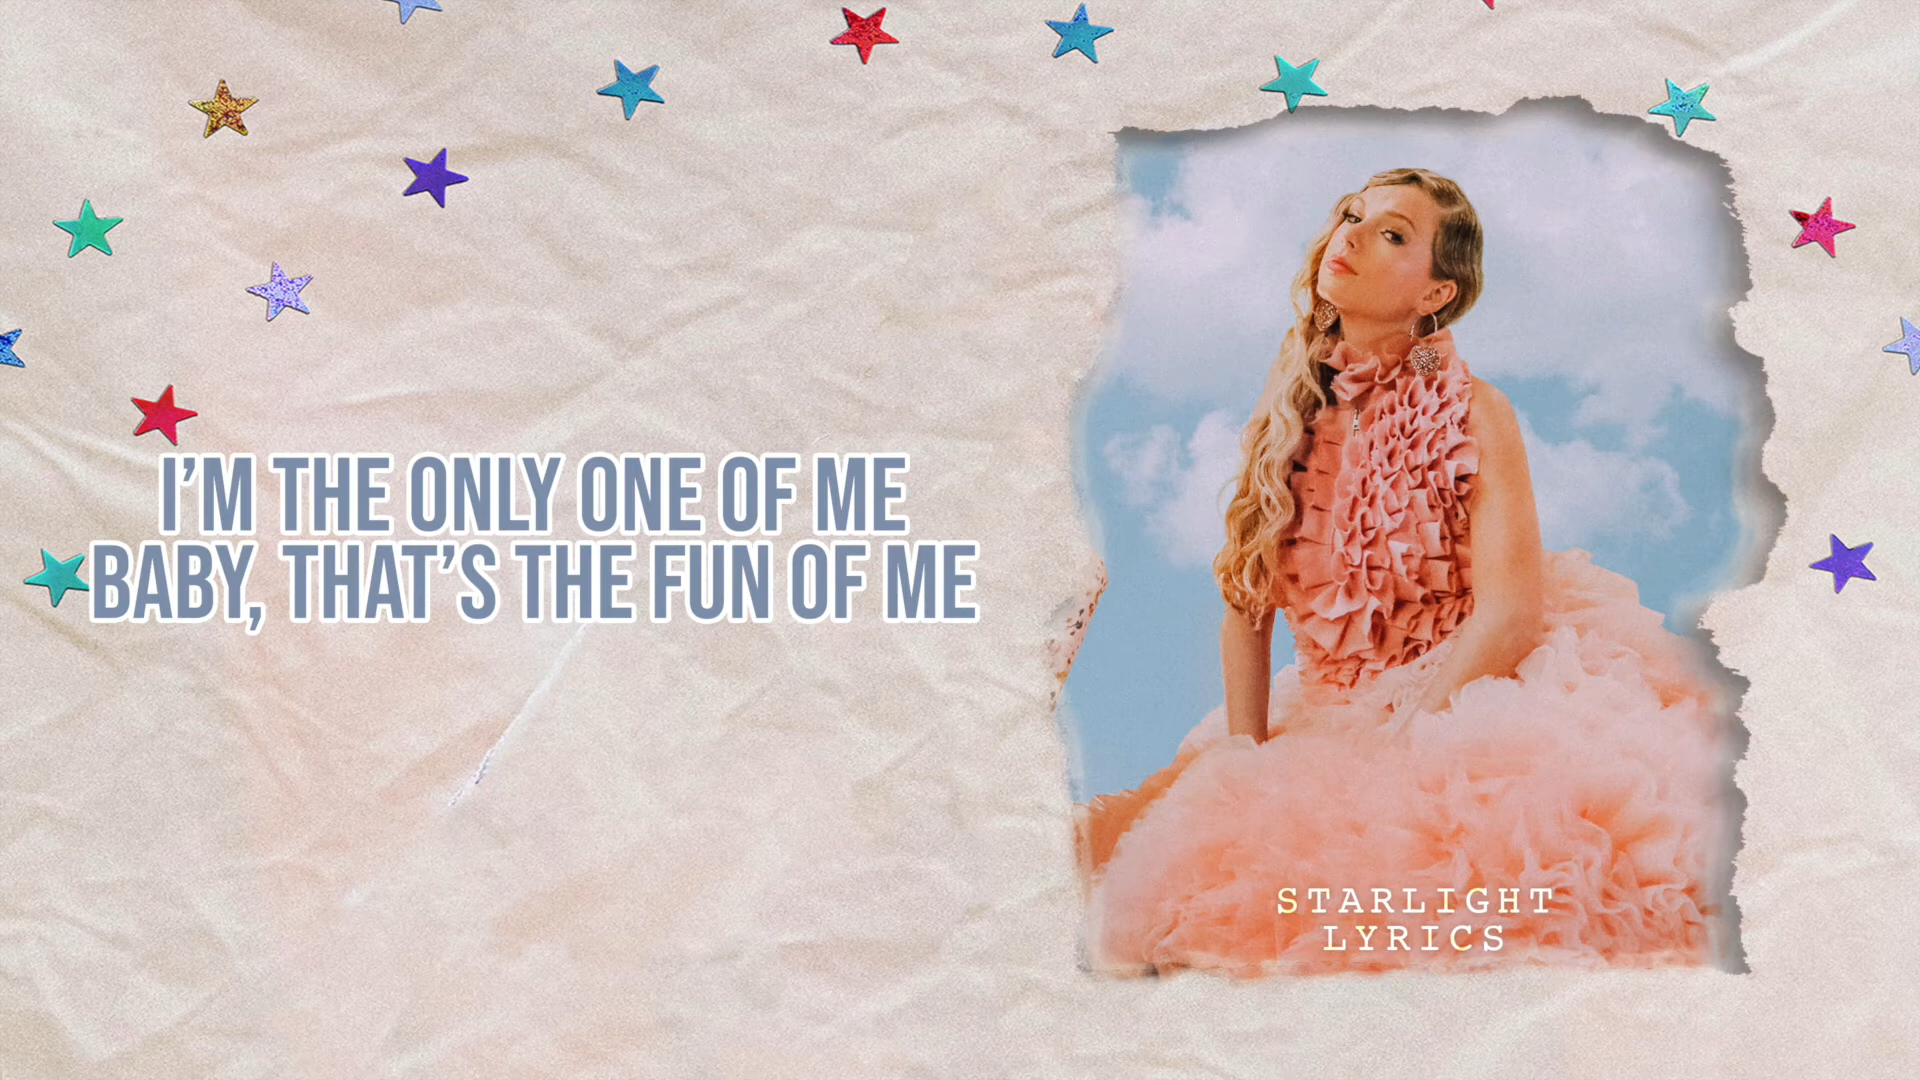 I'M THE ONLY ONE OF ME
BABY, THAT'S THE FUN OF ME
STARLIGHT
LYRICS